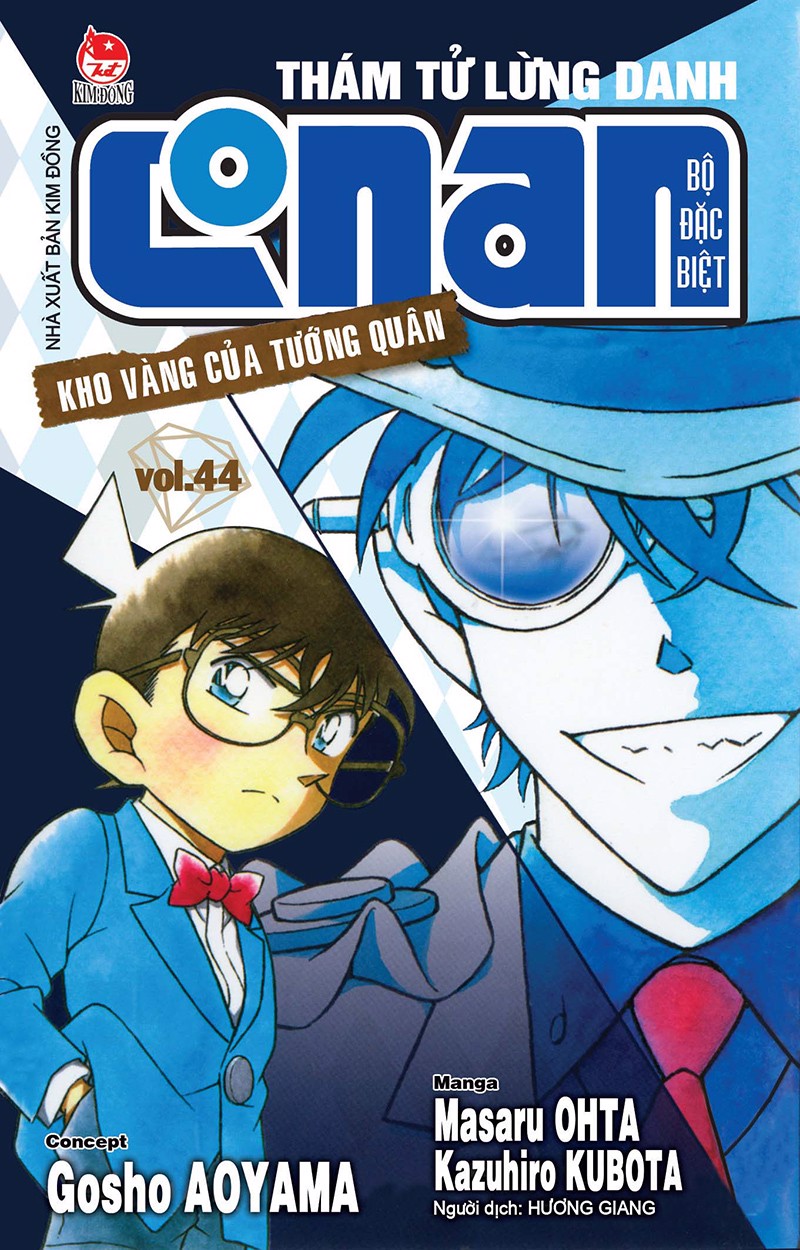 KIM ĐỒNG
NHÀ XUẤT BẢN KIM ĐỒNG
THÁM TỬ LỪNG DANH
CONAN
BỘ
ĐẶC
BIỆT
KHO VÀNG CỦA TƯỚNG QUÂN
vol.44
Concept
Gosho AOYAMA
Manga
Masaru OHTA
Kazuhiro KUBOTA
Người dịch: HƯƠNG GIANG